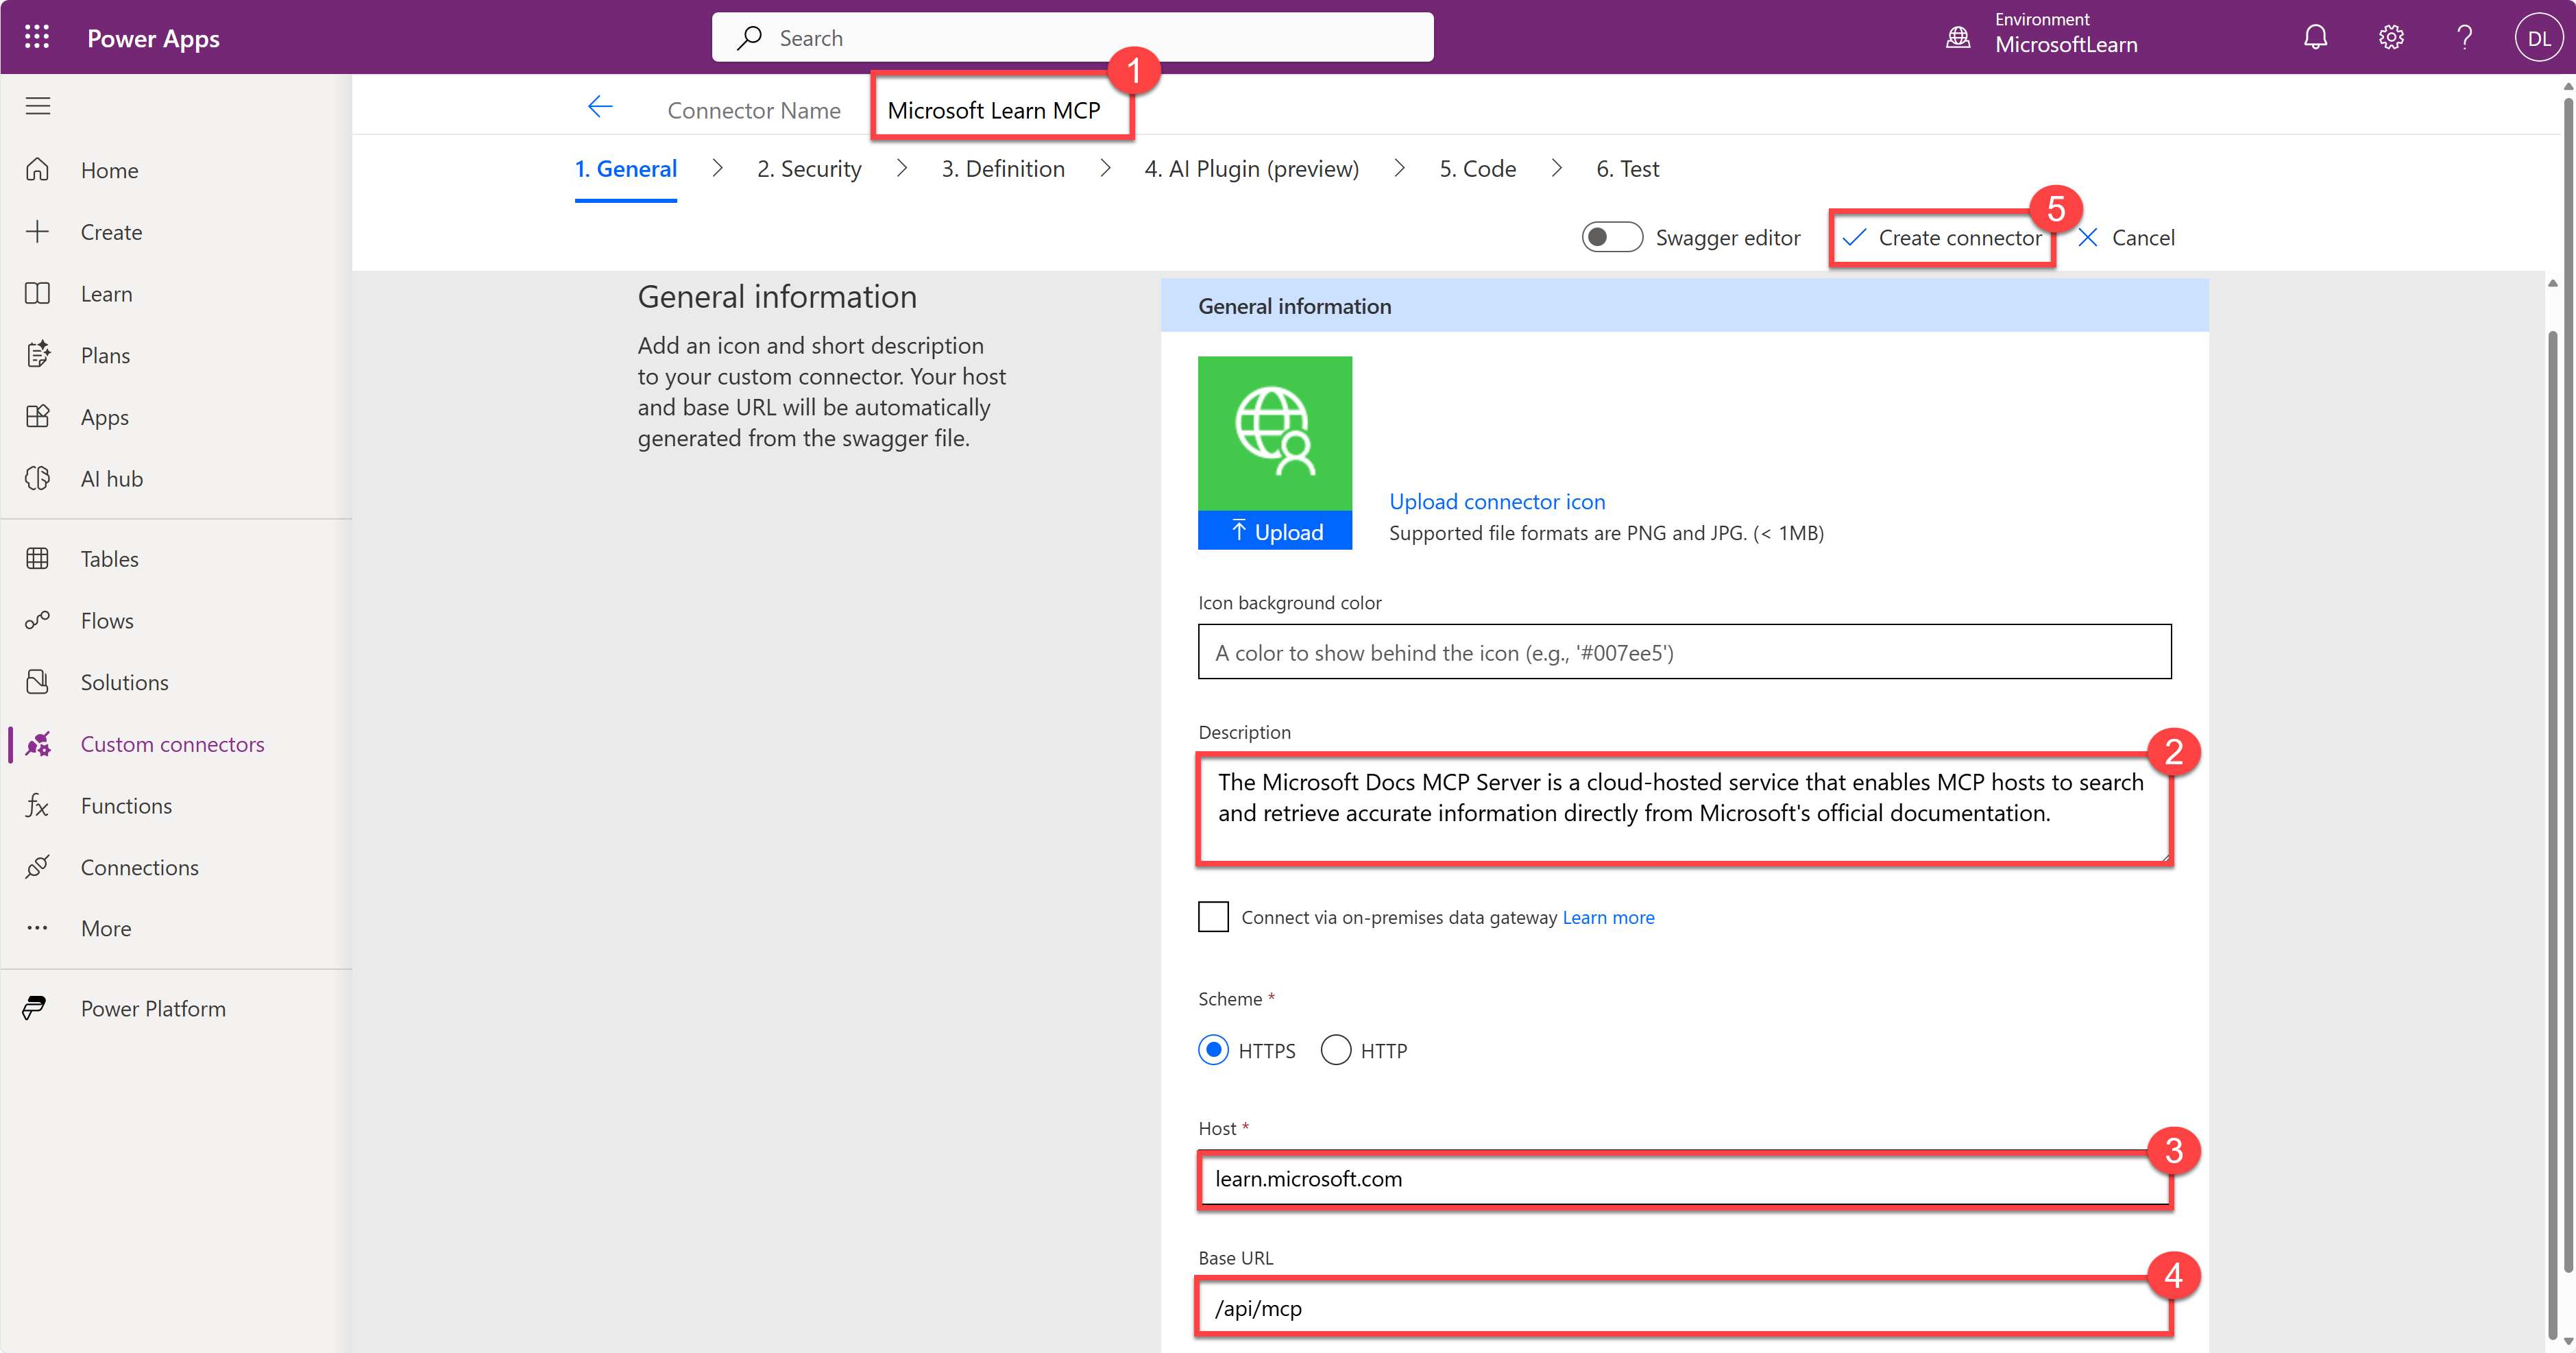 Power Apps
Search
Environment
MicrosoftLearn
DL
1
Connector Name
Microsoft Learn MCP
1. General
2. Security
3. Definition
4. AI Plugin (preview)
5. Code
6. Test
Swagger editor
Create connector
5
Cancel
Home
Create
Learn
Plans
Apps
AI hub
Tables
Flows
Solutions
Custom connectors
Functions
Connections
More
Power Platform
General information
Add an icon and short description
to your custom connector. Your host
and base URL will be automatically
generated from the swagger file.
General information
Upload
Upload connector icon
Supported file formats are PNG and JPG. (< 1MB)
Icon background color
A color to show behind the icon (e.g., '#007ee5')
Description
2
The Microsoft Docs MCP Server is a cloud-hosted service that enables MCP hosts to search
and retrieve accurate information directly from Microsoft's official documentation.
Connect via on-premises data gateway Learn more
Scheme *
HTTPS
HTTP
Host *
3
learn.microsoft.com
Base URL
4
/api/mcp